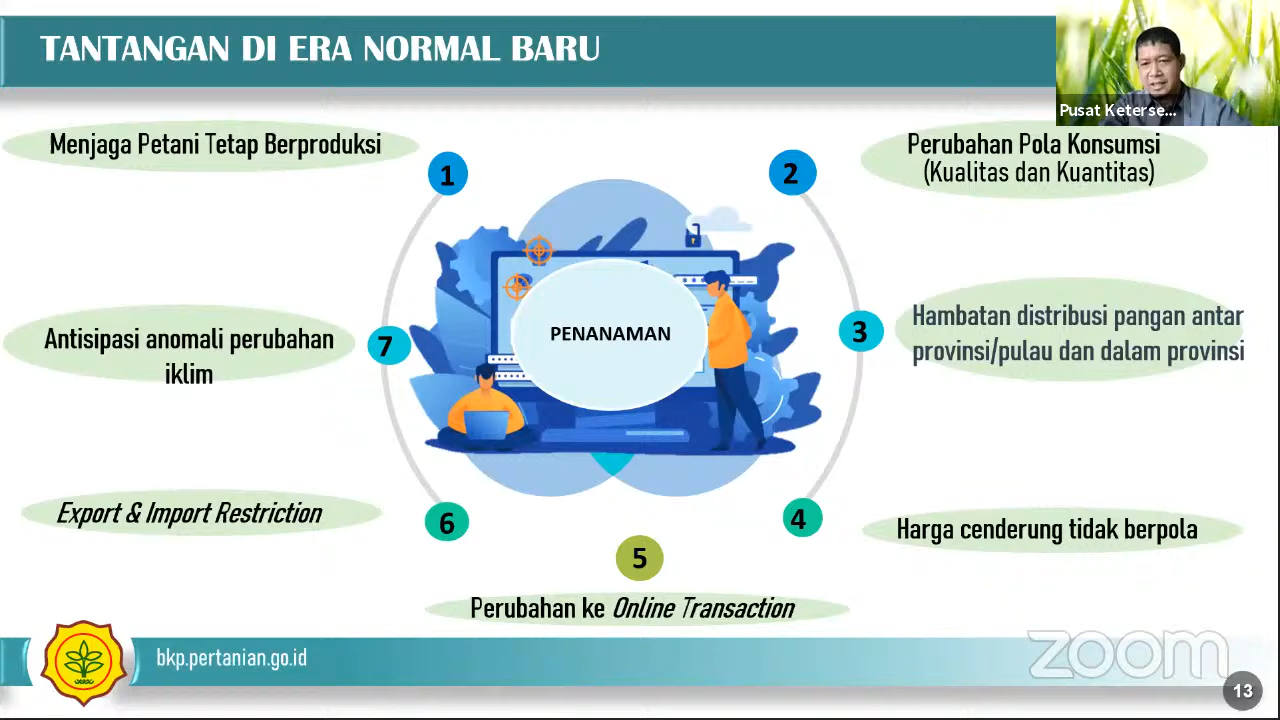 TANTANGAN DI ERA NORMAL BARU
Pusat Keterse...
Menjaga Petani Tetap Berproduksi
1
2
Perubahan Pola Konsumsi
(Kualitas dan Kuantitas)
Antisipasi anomali perubahan
iklim
7
PENANAMAN
3
Hambatan distribusi pangan antar
provinsi/pulau dan dalam provinsi
Export & Import Restriction
6
4
Harga cenderung tidak berpola
5
Perubahan ke Online Transaction
bkp.pertanian.go.id
zoom
13